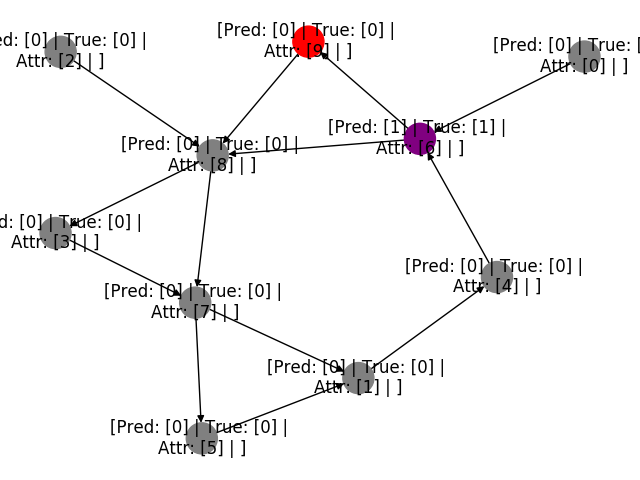 [Pred: [0] | True: [0] |
Attr: [9] | ]
ed: [0] | True: [0] |
Attr: [2] | ]
[Pred: [0] | True: [
Attr: [0] | ]
[Pred: [1] | True: [1] |
Attr: [6] | ]
[Pred: [0] | True: [0] |
Attr: [8] | ]
d: [0] | True: [0] |
Attr: [3] | ]
[Pred: [0] | True: [0] |
Attr: [4] | ]
[Pred: [0] | True: [0] |
Attr: [7] | ]
[Pred: [0] | True: [0] |
Attr: [1] | ]
[Pred: [0] | True: [0] |
Attr: [5] | ]